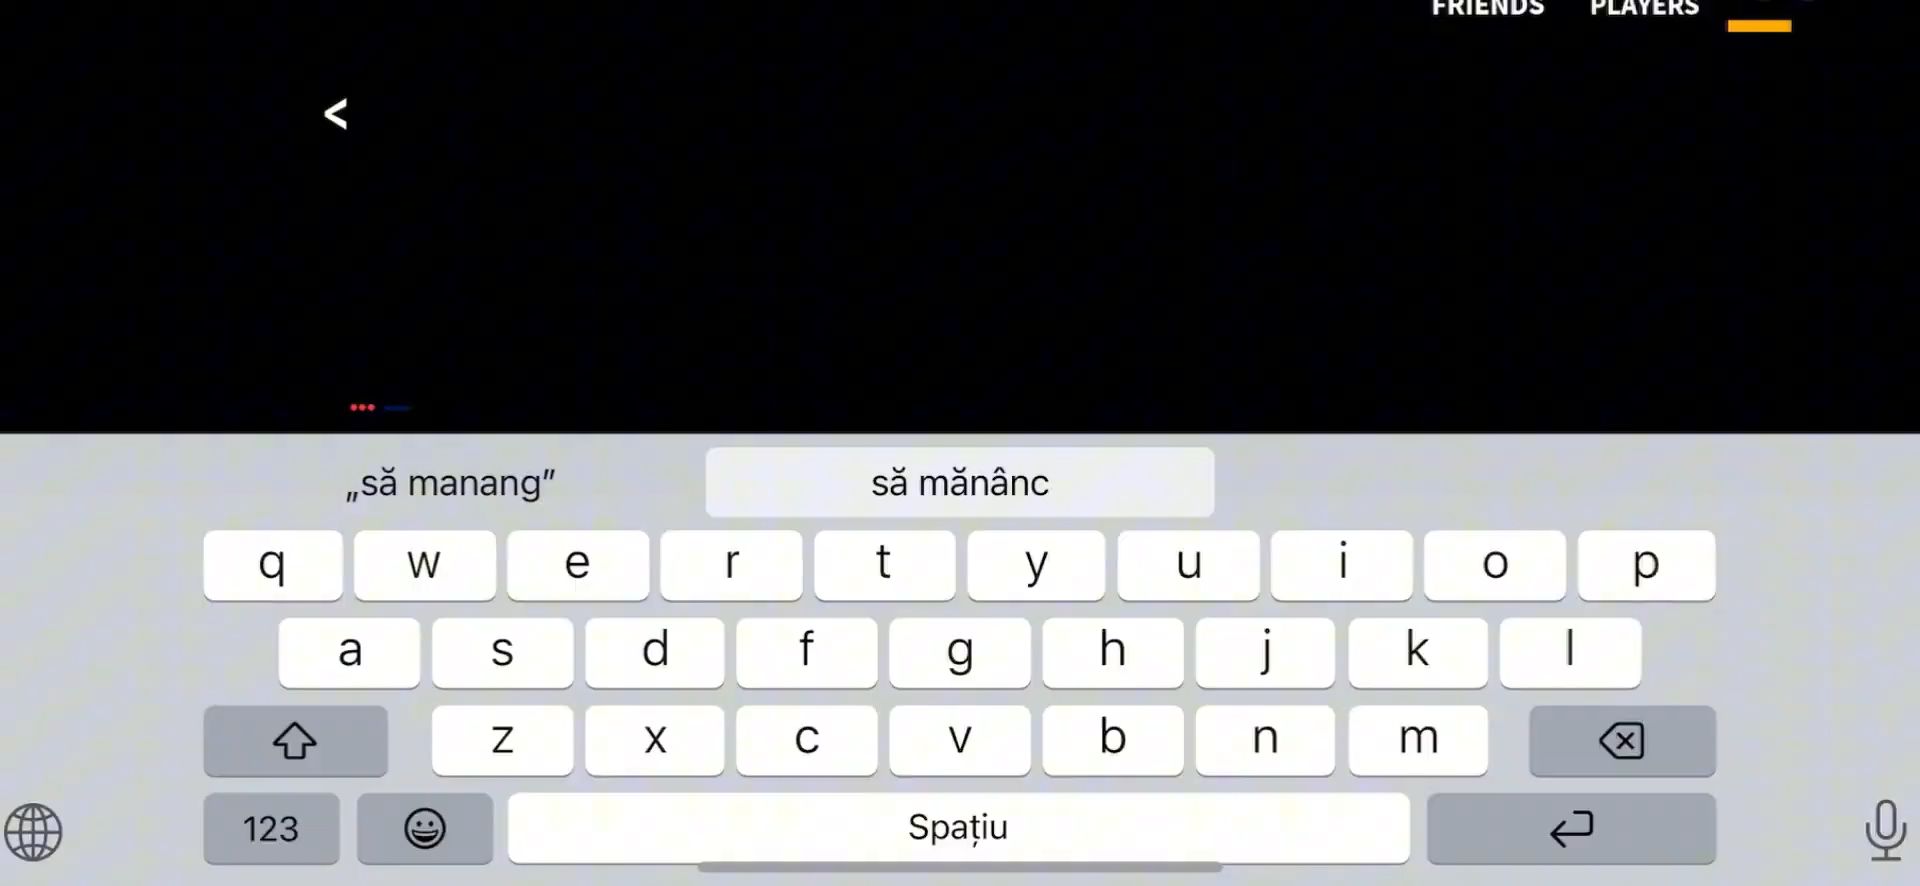 FRIENDS PLAYERS
<
„să manang” să mănânc
q w e r t y u i o p
a s d f g h j k l
z x c v b n m
123 Spațiu